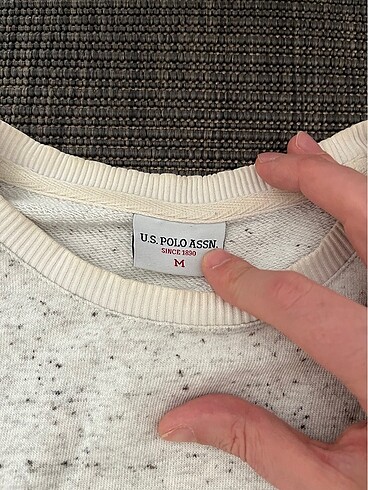 U.S. POLO ASSN.
SINCE 1890
M